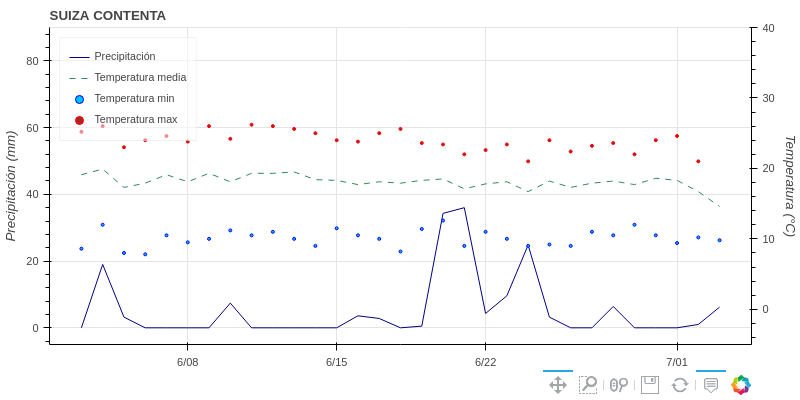 SUIZA CONTENTA
Precipitación
Temperatura media
Temperatura min
Temperatura max
Precipitación (mm)
80
60
40
20
0
Temperatura (°C)
40
30
20
10
0
6/08
6/15
6/22
7/01